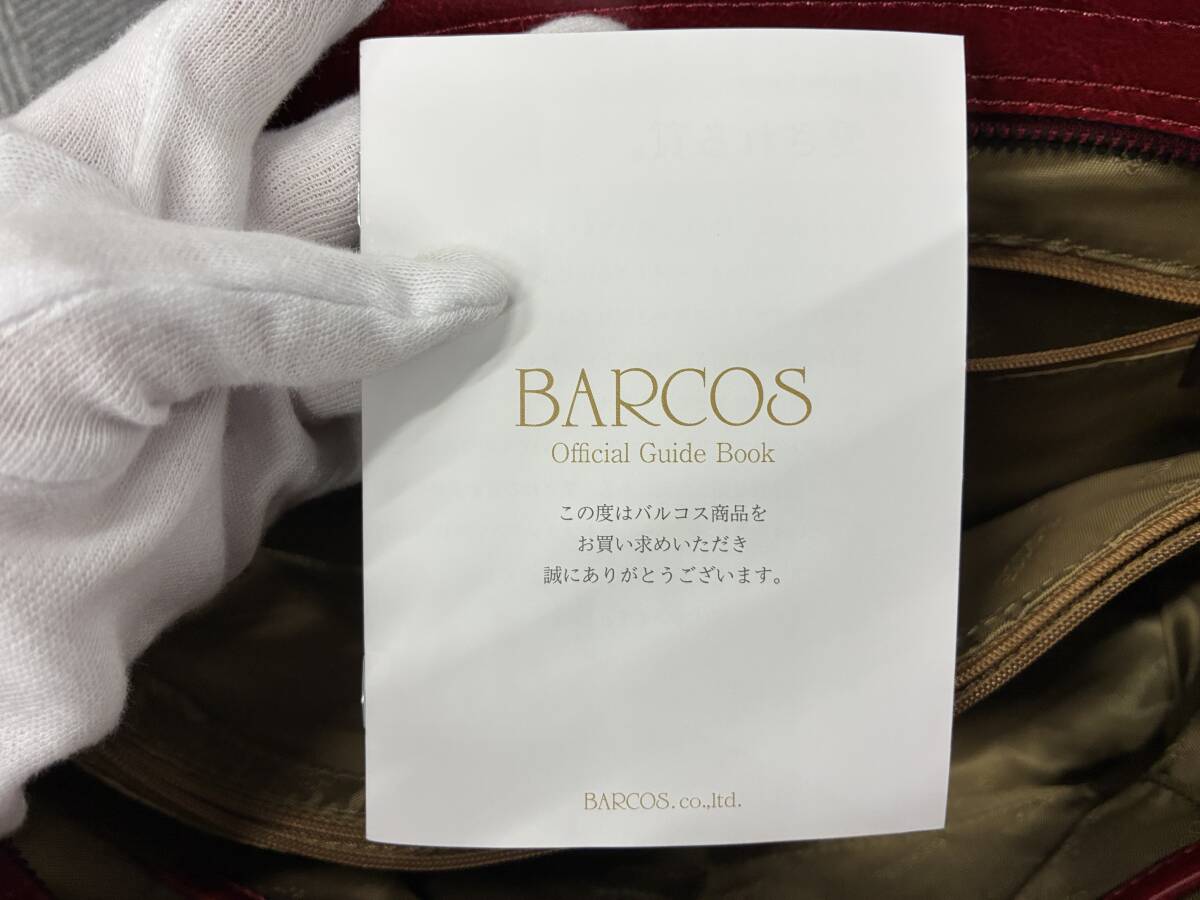 BARCOS
Official Guide Book
この度はバルコス商品を
お買い求めいただき
誠にありがとうございます。
BARCOS.co.,ltd.